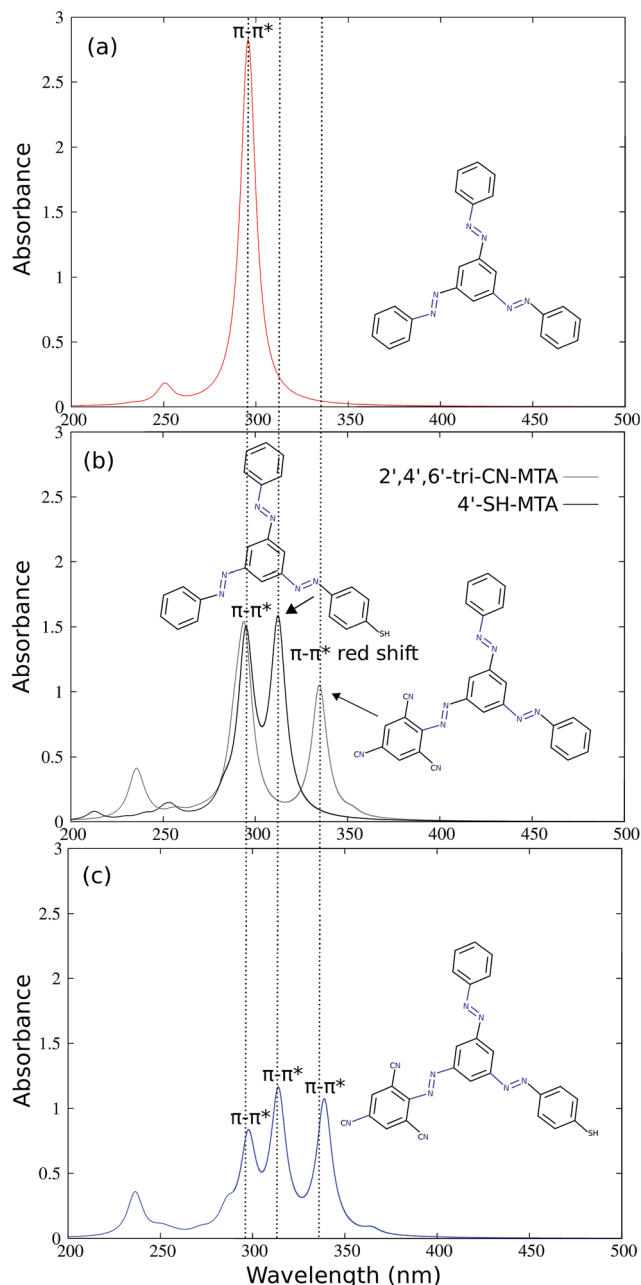 (a)
π-π*
Absorbance
3
2.5
2
1.5
1
0.5
0
200 250 300 350 400 450 500
N
N
N
N
N
N
(b)
2',4',6'-tri-CN-MTA
4'-SH-MTA
π-π*
π-π* red shift
Absorbance
3
2.5
2
1.5
1
0.5
0
200 250 300 350 400 450 500
N
N
N
N
N
N
SH
N
N
CN
N
N
N
N
CN
CN
(c)
π-π*
π-π*
π-π*
Absorbance
3
2.5
2
1.5
1
0.5
0
200 250 300 350 400 450 500
N
N
CN
N
N
N
N
CN
CN
SH
Wavelength (nm)